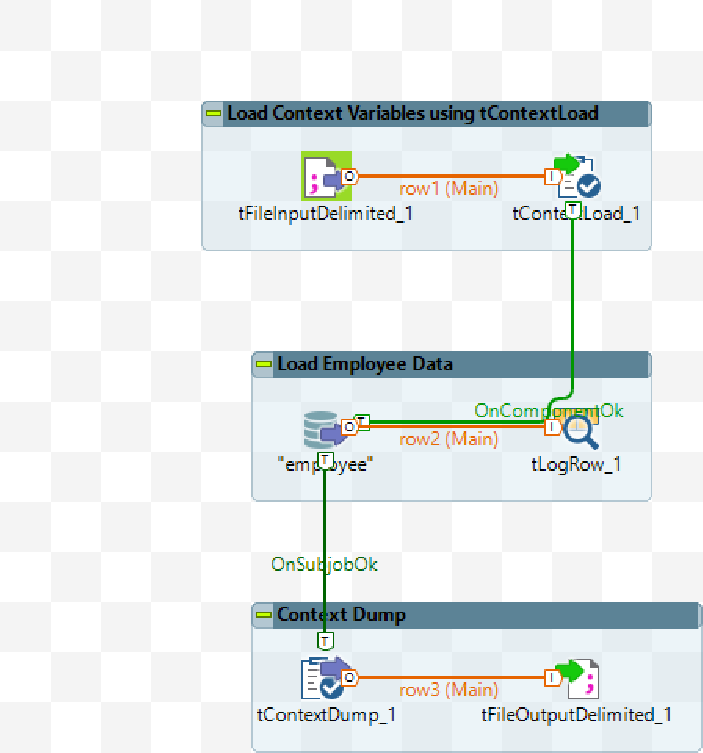 Load Context Variables using tContextLoad
row1 (Main)
tFileInputDelimited_1
tContextLoad_1
Load Employee Data
OnComponentOk
row2 (Main)
"employee"
tLogRow_1
OnSubjobOk
Context Dump
row3 (Main)
tContextDump_1
tFileOutputDelimited_1